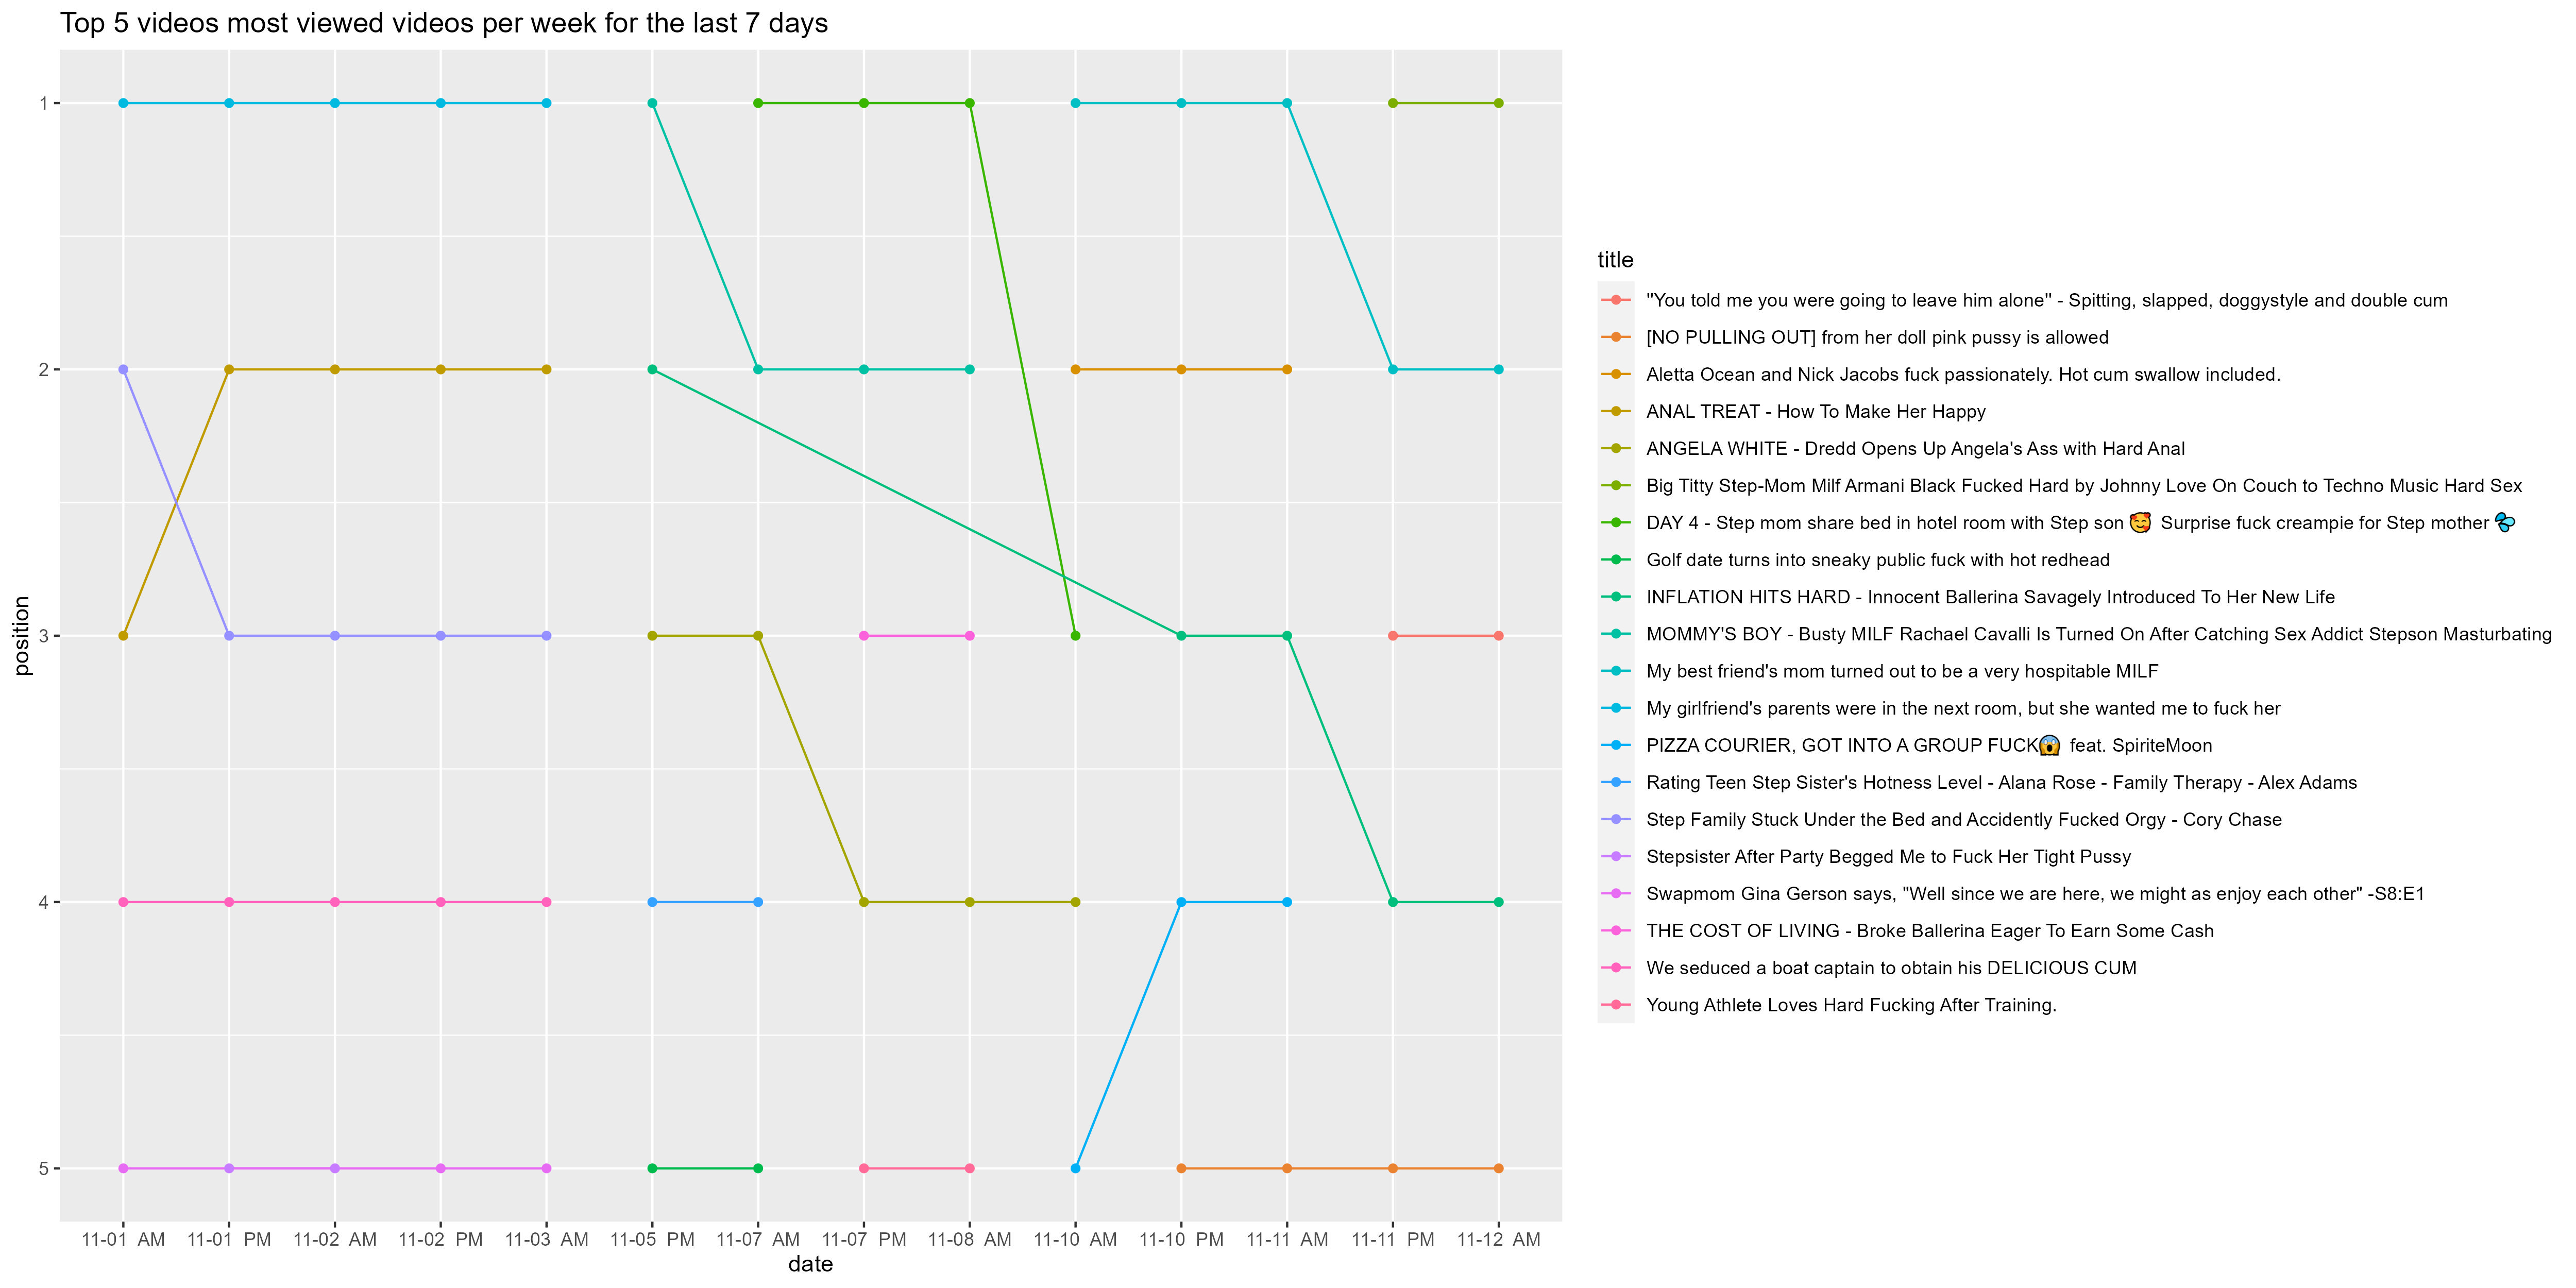 Top 5 videos most viewed videos per week for the last 7 days
position
1
2
3
4
5
11-01 AM 11-01 PM 11-02 AM 11-02 PM 11-03 AM 11-05 PM 11-07 AM 11-07 PM 11-08 AM 11-10 AM 11-10 PM 11-11 AM 11-11 PM 11-12 AM
date
title
"You told me you were going to leave him alone" - Spitting, slapped, doggystyle and double cum
[NO PULLING OUT] from her doll pink pussy is allowed
Aletta Ocean and Nick Jacobs fuck passionately. Hot cum swallow included.
ANAL TREAT - How To Make Her Happy
ANGELA WHITE - Dredd Opens Up Angela's Ass with Hard Anal
Big Titty Step-Mom Milf Armani Black Fucked Hard by Johnny Love On Couch to Techno Music Hard Sex
DAY 4 - Step mom share bed in hotel room with Step son 🥰 Surprise fuck creampie for Step mother 💦
Golf date turns into sneaky public fuck with hot redhead
INFLATION HITS HARD - Innocent Ballerina Savagely Introduced To Her New Life
MOMMY'S BOY - Busty MILF Rachael Cavalli Is Turned On After Catching Sex Addict Stepson Masturbating
My best friend's mom turned out to be a very hospitable MILF
My girlfriend's parents were in the next room, but she wanted me to fuck her
PIZZA COURIER, GOT INTO A GROUP FUCK😱 feat. SpiriteMoon
Rating Teen Step Sister's Hotness Level - Alana Rose - Family Therapy - Alex Adams
Step Family Stuck Under the Bed and Accidently Fucked Orgy - Cory Chase
Stepsister After Party Begged Me to Fuck Her Tight Pussy
Swapmom Gina Gerson says, "Well since we are here, we might as enjoy each other" -S8:E1
THE COST OF LIVING - Broke Ballerina Eager To Earn Some Cash
We seduced a boat captain to obtain his DELICIOUS CUM
Young Athlete Loves Hard Fucking After Training.